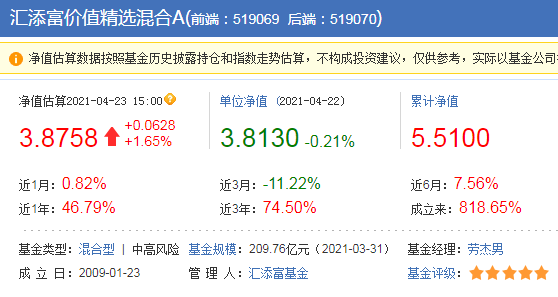 汇添富价值精选混合A(前端：519069 后端：519070)
净值估算数据按照基金历史披露持仓和指数走势估算，不构成投资建议，仅供参考，实际以基金公司
净值估算2021-04-23 15:00 单位净值 (2021-04-22) 累计净值
3.8758 +0.0628 +1.65% 3.8130 -0.21% 5.5100
近1月：0.82% 近3月：-11.22% 近6月：7.56%
近1年：46.79% 近3年：74.50% 成立来：818.65%
基金类型：混合型 | 中高风险 基金规模：209.76亿元（2021-03-31） 基金经理：劳杰男
成 立 日：2009-01-23 管 理 人：汇添富基金 基金评级：